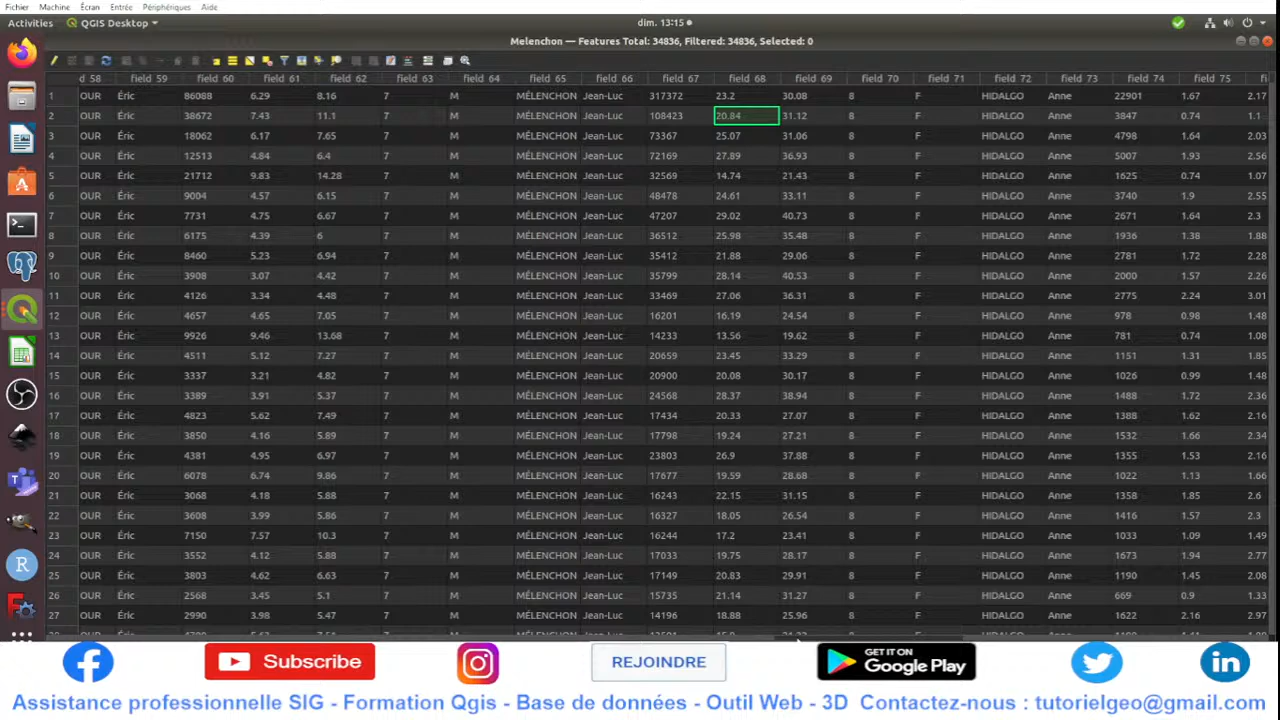 Fichier Machine Écran Entrée Périphériques Aide
Activities QGIS Desktop dim. 13:15
Melenchon — Features Total: 34836, Filtered: 34836, Selected: 0
d 58 field 59 field 60 field 61 field 62 field 63 field 64 field 65 field 66 field 67 field 68 field 69 field 70 field 71 field 72 field 73 field 74 field 75 fi
1 OUR Éric 86088 6.29 8.16 7 M MÉLENCHON Jean-Luc 317372 23.2 30.08 8 F HIDALGO Anne 22901 1.67 2.17
2 OUR Éric 38672 7.43 11.1 7 M MÉLENCHON Jean-Luc 108423 20.84 31.12 8 F HIDALGO Anne 3847 0.74 1.1
3 OUR Éric 18062 6.17 7.65 7 M MÉLENCHON Jean-Luc 73367 25.07 31.06 8 F HIDALGO Anne 4798 1.64 2.03
4 OUR Éric 12513 4.84 6.4 7 M MÉLENCHON Jean-Luc 72169 27.89 36.93 8 F HIDALGO Anne 5007 1.93 2.56
5 OUR Éric 21712 9.83 14.28 7 M MÉLENCHON Jean-Luc 32569 14.74 21.43 8 F HIDALGO Anne 1625 0.74 1.07
6 OUR Éric 9004 4.57 6.15 7 M MÉLENCHON Jean-Luc 48478 24.61 33.11 8 F HIDALGO Anne 3740 1.9 2.55
7 OUR Éric 7731 4.75 6.67 7 M MÉLENCHON Jean-Luc 47207 29.02 40.73 8 F HIDALGO Anne 2671 1.64 2.3
8 OUR Éric 6175 4.39 6 7 M MÉLENCHON Jean-Luc 36512 25.98 35.48 8 F HIDALGO Anne 1936 1.38 1.88
9 OUR Éric 8460 5.23 6.94 7 M MÉLENCHON Jean-Luc 35412 21.88 29.06 8 F HIDALGO Anne 2781 1.72 2.28
10 OUR Éric 3908 3.07 4.42 7 M MÉLENCHON Jean-Luc 35799 28.14 40.53 8 F HIDALGO Anne 2000 1.57 2.26
11 OUR Éric 4126 3.34 4.48 7 M MÉLENCHON Jean-Luc 33469 27.06 36.31 8 F HIDALGO Anne 2775 2.24 3.01
12 OUR Éric 4657 4.65 7.05 7 M MÉLENCHON Jean-Luc 16201 16.19 24.54 8 F HIDALGO Anne 978 0.98 1.48
13 OUR Éric 9926 9.46 13.68 7 M MÉLENCHON Jean-Luc 14233 13.56 19.62 8 F HIDALGO Anne 781 0.74 1.08
14 OUR Éric 4511 5.12 7.27 7 M MÉLENCHON Jean-Luc 20659 23.45 33.29 8 F HIDALGO Anne 1151 1.31 1.85
15 OUR Éric 3337 3.21 4.82 7 M MÉLENCHON Jean-Luc 20900 20.08 30.17 8 F HIDALGO Anne 1026 0.99 1.48
16 OUR Éric 3389 3.91 5.37 7 M MÉLENCHON Jean-Luc 24568 28.37 38.94 8 F HIDALGO Anne 1488 1.72 2.36
17 OUR Éric 4823 5.62 7.49 7 M MÉLENCHON Jean-Luc 17434 20.33 27.07 8 F HIDALGO Anne 1388 1.62 2.16
18 OUR Éric 3850 4.16 5.89 7 M MÉLENCHON Jean-Luc 17798 19.24 27.21 8 F HIDALGO Anne 1532 1.66 2.34
19 OUR Éric 4381 4.95 6.97 7 M MÉLENCHON Jean-Luc 23803 26.9 37.88 8 F HIDALGO Anne 1355 1.53 2.16
20 OUR Éric 6078 6.74 9.86 7 M MÉLENCHON Jean-Luc 17677 19.59 28.68 8 F HIDALGO Anne 1022 1.13 1.66
21 OUR Éric 3068 4.18 5.88 7 M MÉLENCHON Jean-Luc 16243 22.15 31.15 8 F HIDALGO Anne 1358 1.85 2.6
22 OUR Éric 3608 3.99 5.86 7 M MÉLENCHON Jean-Luc 16327 18.05 26.54 8 F HIDALGO Anne 1416 1.57 2.3
23 OUR Éric 7150 7.57 10.3 7 M MÉLENCHON Jean-Luc 16244 17.2 23.41 8 F HIDALGO Anne 1033 1.09 1.49
24 OUR Éric 3552 4.12 5.88 7 M MÉLENCHON Jean-Luc 17033 19.75 28.17 8 F HIDALGO Anne 1673 1.94 2.77
25 OUR Éric 3803 4.62 6.63 7 M MÉLENCHON Jean-Luc 17149 20.83 29.91 8 F HIDALGO Anne 1190 1.45 2.08
26 OUR Éric 2568 3.45 5.1 7 M MÉLENCHON Jean-Luc 15735 21.14 31.27 8 F HIDALGO Anne 669 0.9 1.33
27 OUR Éric 2990 3.98 5.47 7 M MÉLENCHON Jean-Luc 14196 18.88 25.96 8 F HIDALGO Anne 1622 2.16 2.97
Subscribe REJOINDRE GET IT ON Google Play
Assistance professionnelle SIG - Formation Qgis - Base de données - Outil Web - 3D Contactez-nous : tutorielgeo@gmail.com